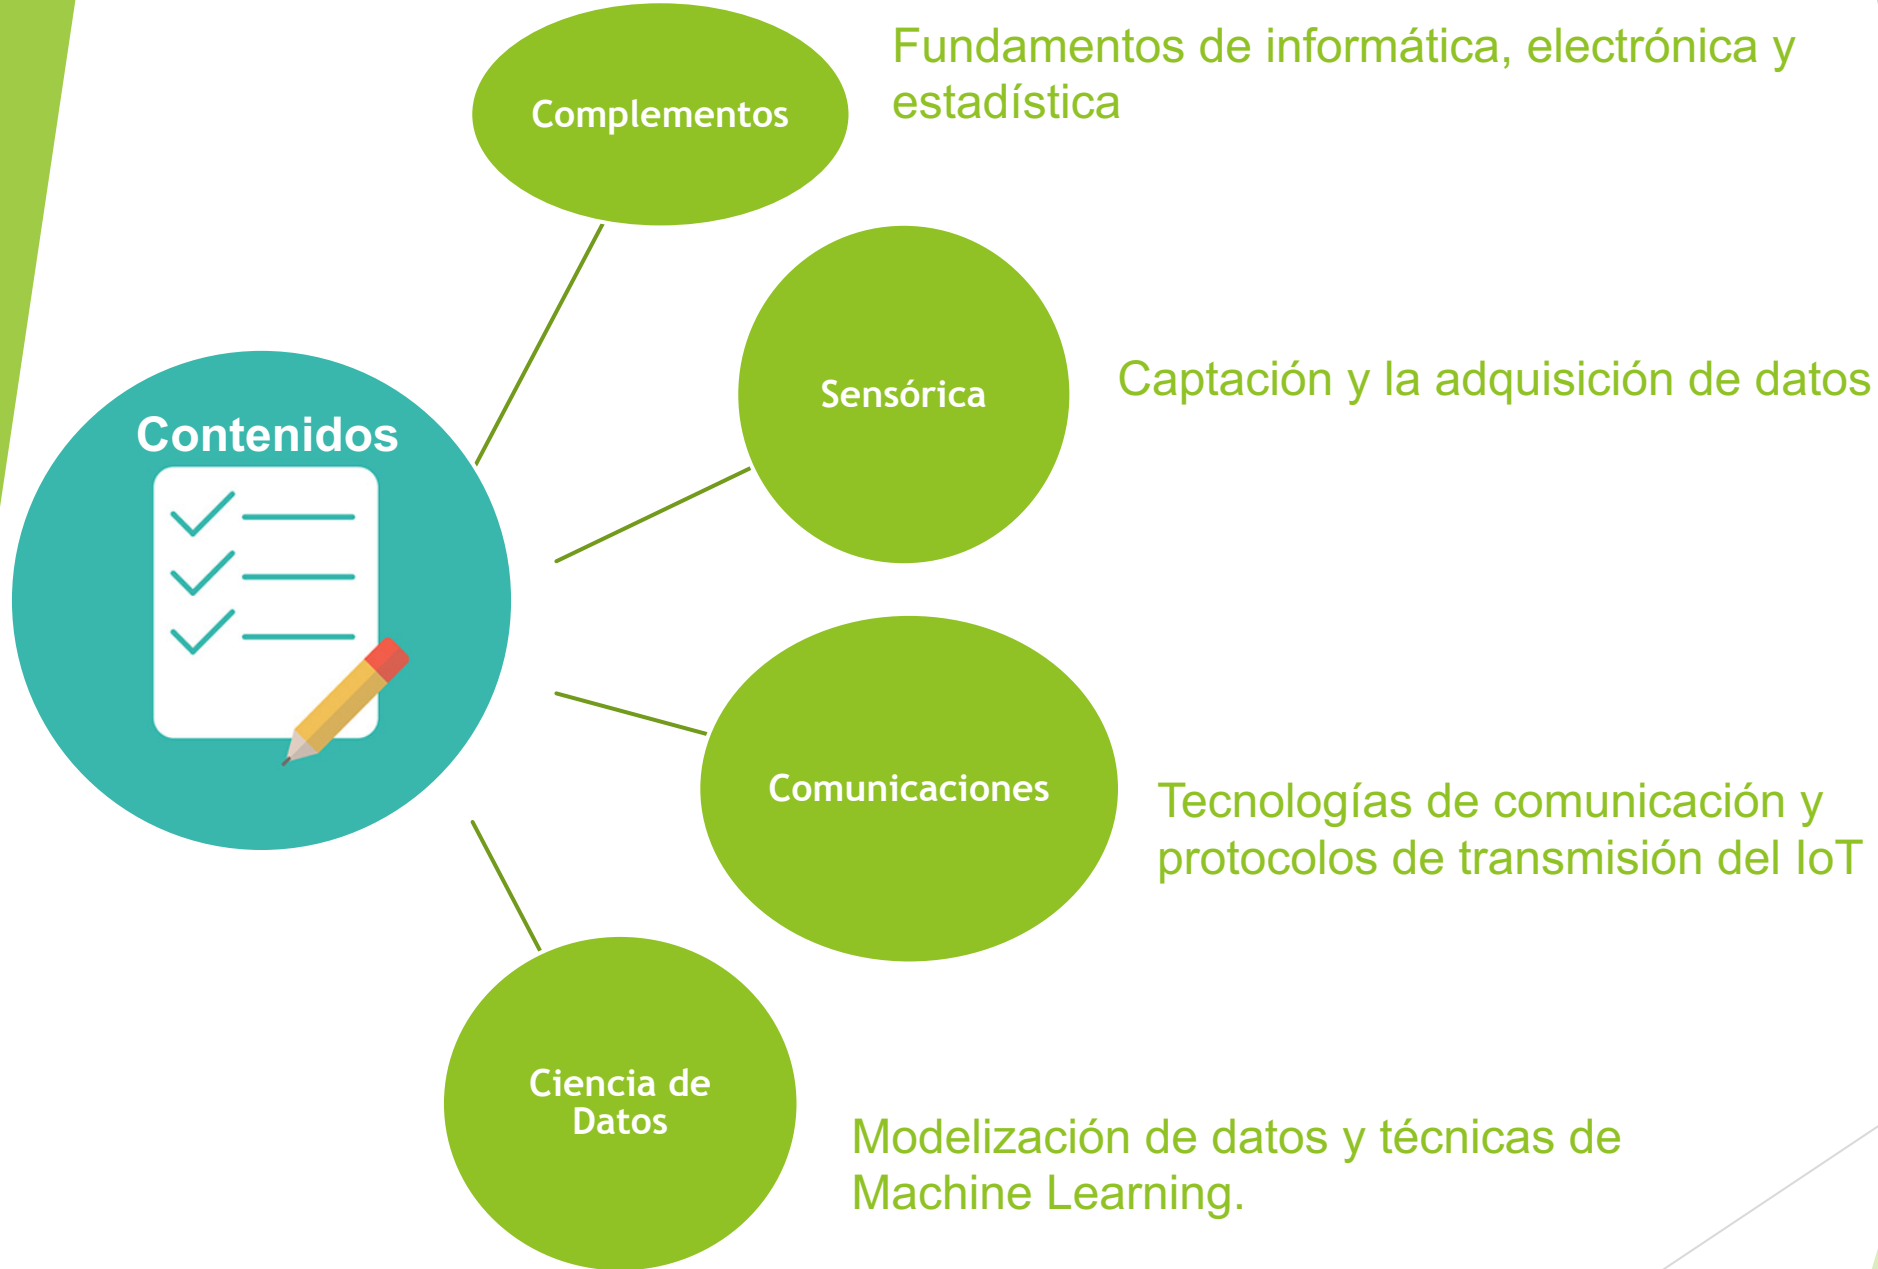 Contenidos
Complementos
Fundamentos de informática, electrónica y
estadística
Sensórica
Captación y la adquisición de datos
Comunicaciones
Tecnologías de comunicación y
protocolos de transmisión del IoT
Ciencia de
Datos
Modelización de datos y técnicas de
Machine Learning.